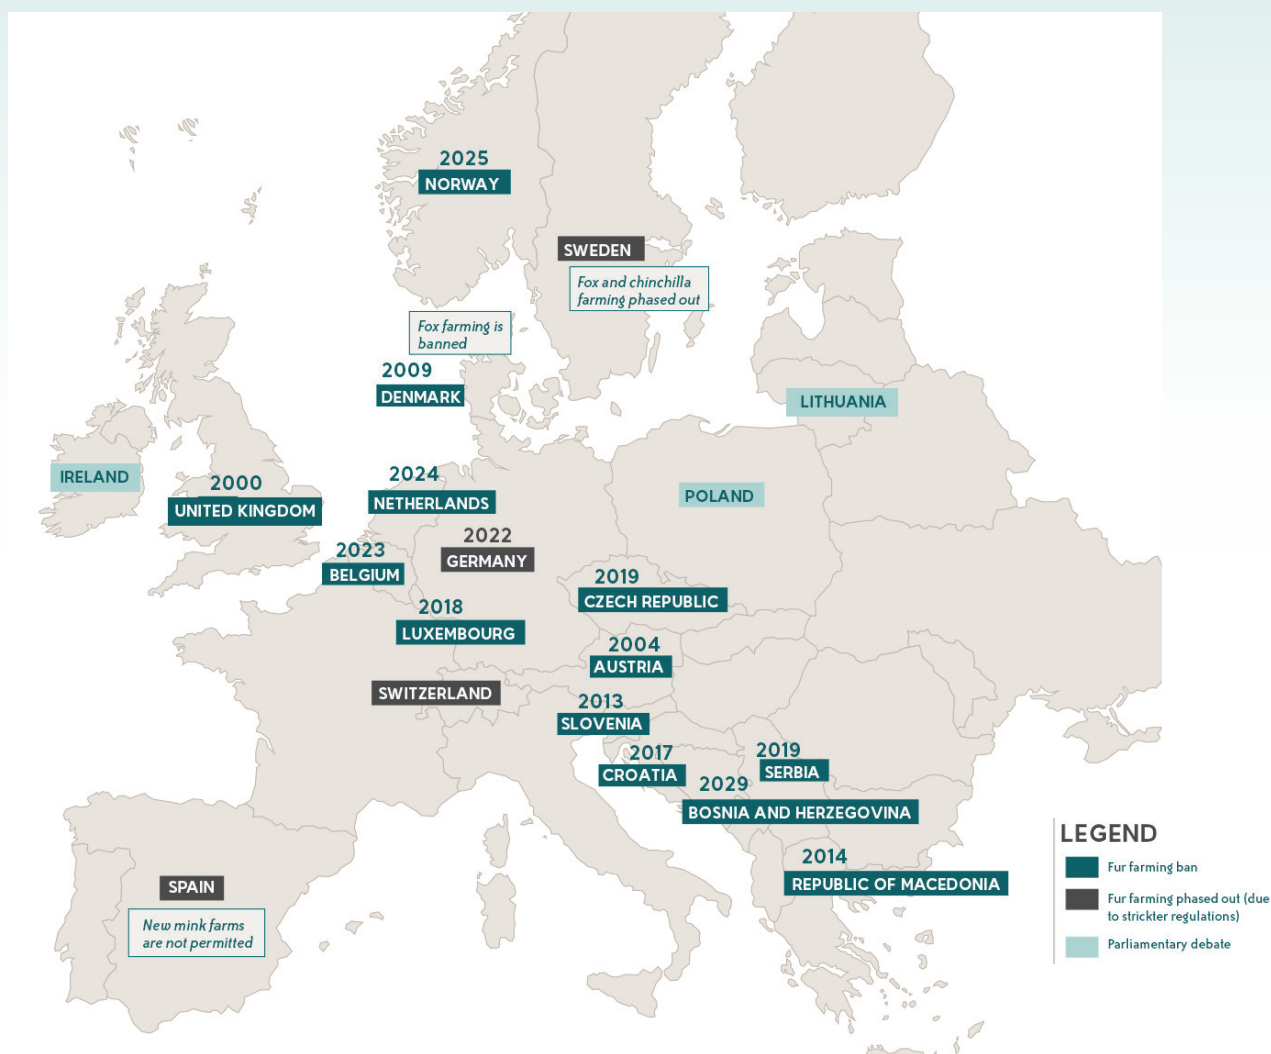 2025
NORWAY
SWEDEN
Fox and chinchilla
farming phased out
Fox farming is
banned
2009
DENMARK
LITHUANIA
IRELAND
2000
UNITED KINGDOM
2024
NETHERLANDS
POLAND
2022
GERMANY
2023
BELGIUM
2019
CZECH REPUBLIC
2018
LUXEMBOURG
2004
AUSTRIA
SWITZERLAND
2013
SLOVENIA
2017
CROATIA
2019
SERBIA
2029
BOSNIA AND HERZEGOVINA
2014
REPUBLIC OF MACEDONIA
SPAIN
New mink farms
are not permitted
LEGEND
Fur farming ban
Fur farming phased out (due
to strickter regulations)
Parliamentary debate